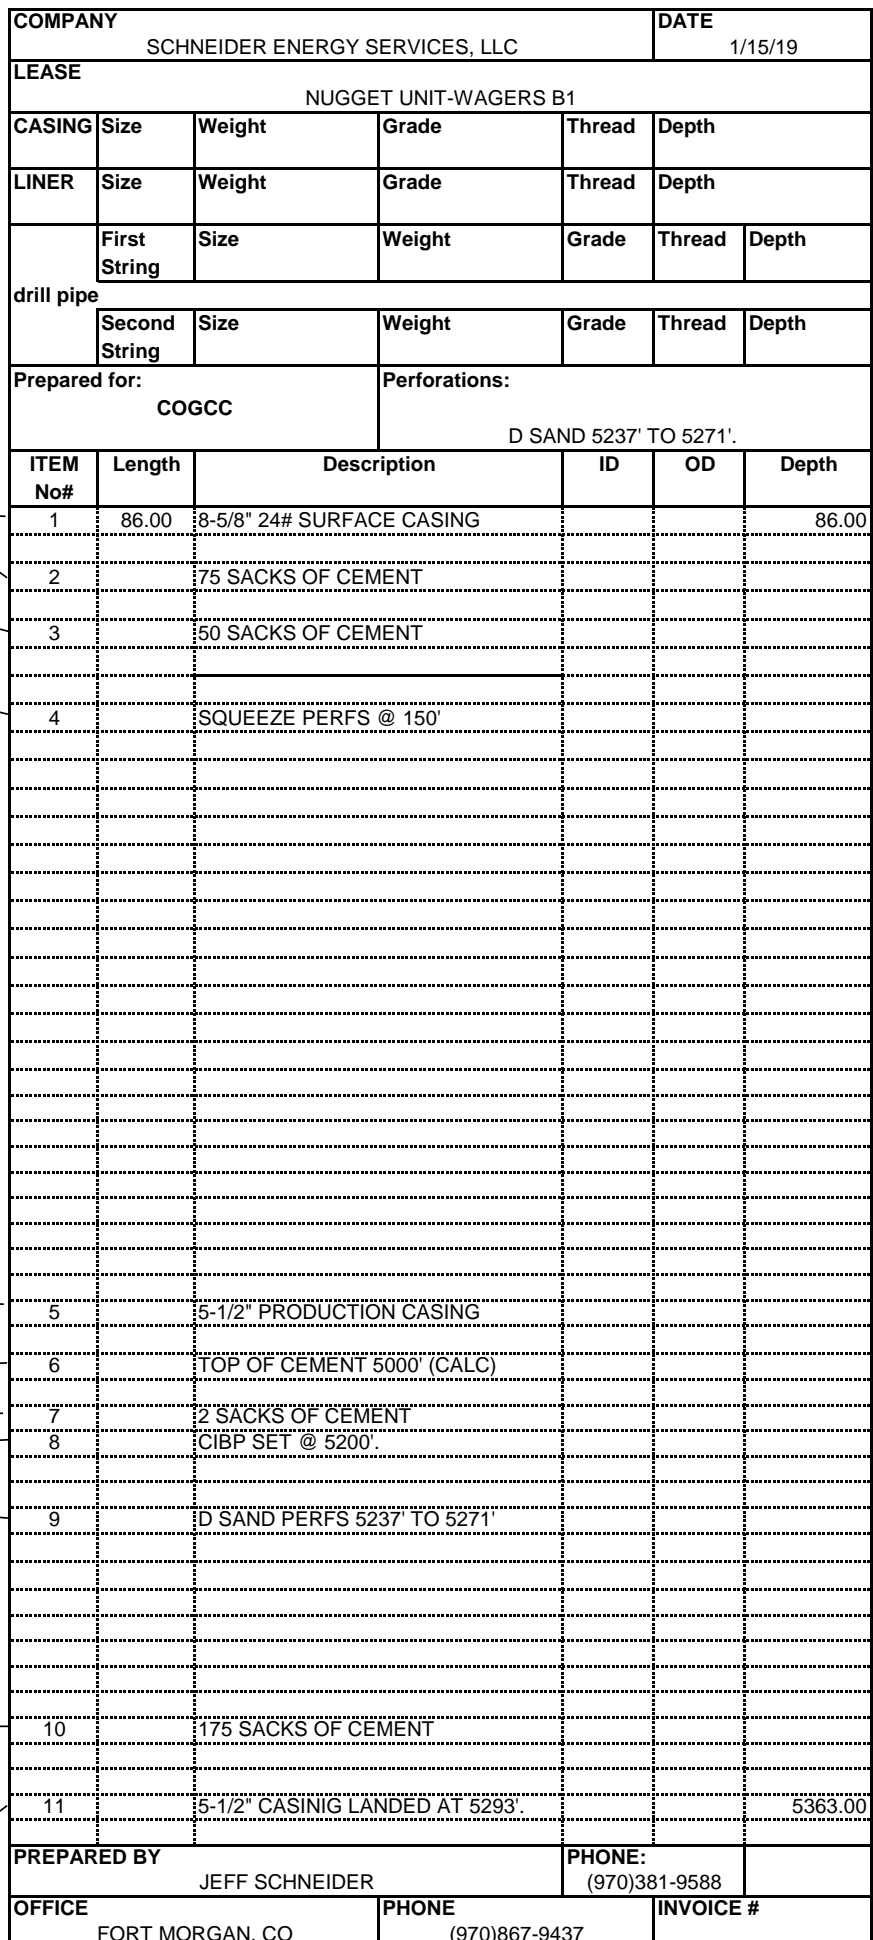 COMPANY DATE
SCHNEIDER ENERGY SERVICES, LLC 1/15/19
LEASE
NUGGET UNIT-WAGERS B1
CASING Size Weight Grade Thread Depth
LINER Size Weight Grade Thread Depth
First Size Weight Grade Thread Depth
String
drill pipe
Second Size Weight Grade Thread Depth
String
Prepared for: Perforations:
COGCC
D SAND 5237' TO 5271'.
ITEM Length Description ID OD Depth
No#
1 86.00 8-5/8" 24# SURFACE CASING 86.00
2 75 SACKS OF CEMENT
3 50 SACKS OF CEMENT
4 SQUEEZE PERFS @ 150'
5 5-1/2" PRODUCTION CASING
6 TOP OF CEMENT 5000' (CALC)
7 2 SACKS OF CEMENT
8 CIBP SET @ 5200'.
9 D SAND PERFS 5237' TO 5271'
10 175 SACKS OF CEMENT
11 5-1/2" CASINIG LANDED AT 5293'. 5363.00
PREPARED BY PHONE:
JEFF SCHNEIDER (970)381-9588
OFFICE PHONE INVOICE #
FORT MORGAN, CO (970)867-9437